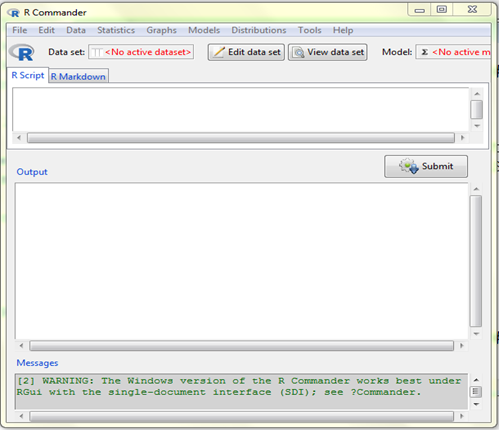 R Commander
File Edit Data Statistics Graphs Models Distributions Tools Help
R Data set: <No active dataset> Edit data set View data set Model: Σ <No active m
R Script R Markdown
Submit
Output
Messages
[2] WARNING: The Windows version of the R Commander works best under
RGui with the single-document interface (SDI); see ?Commander.